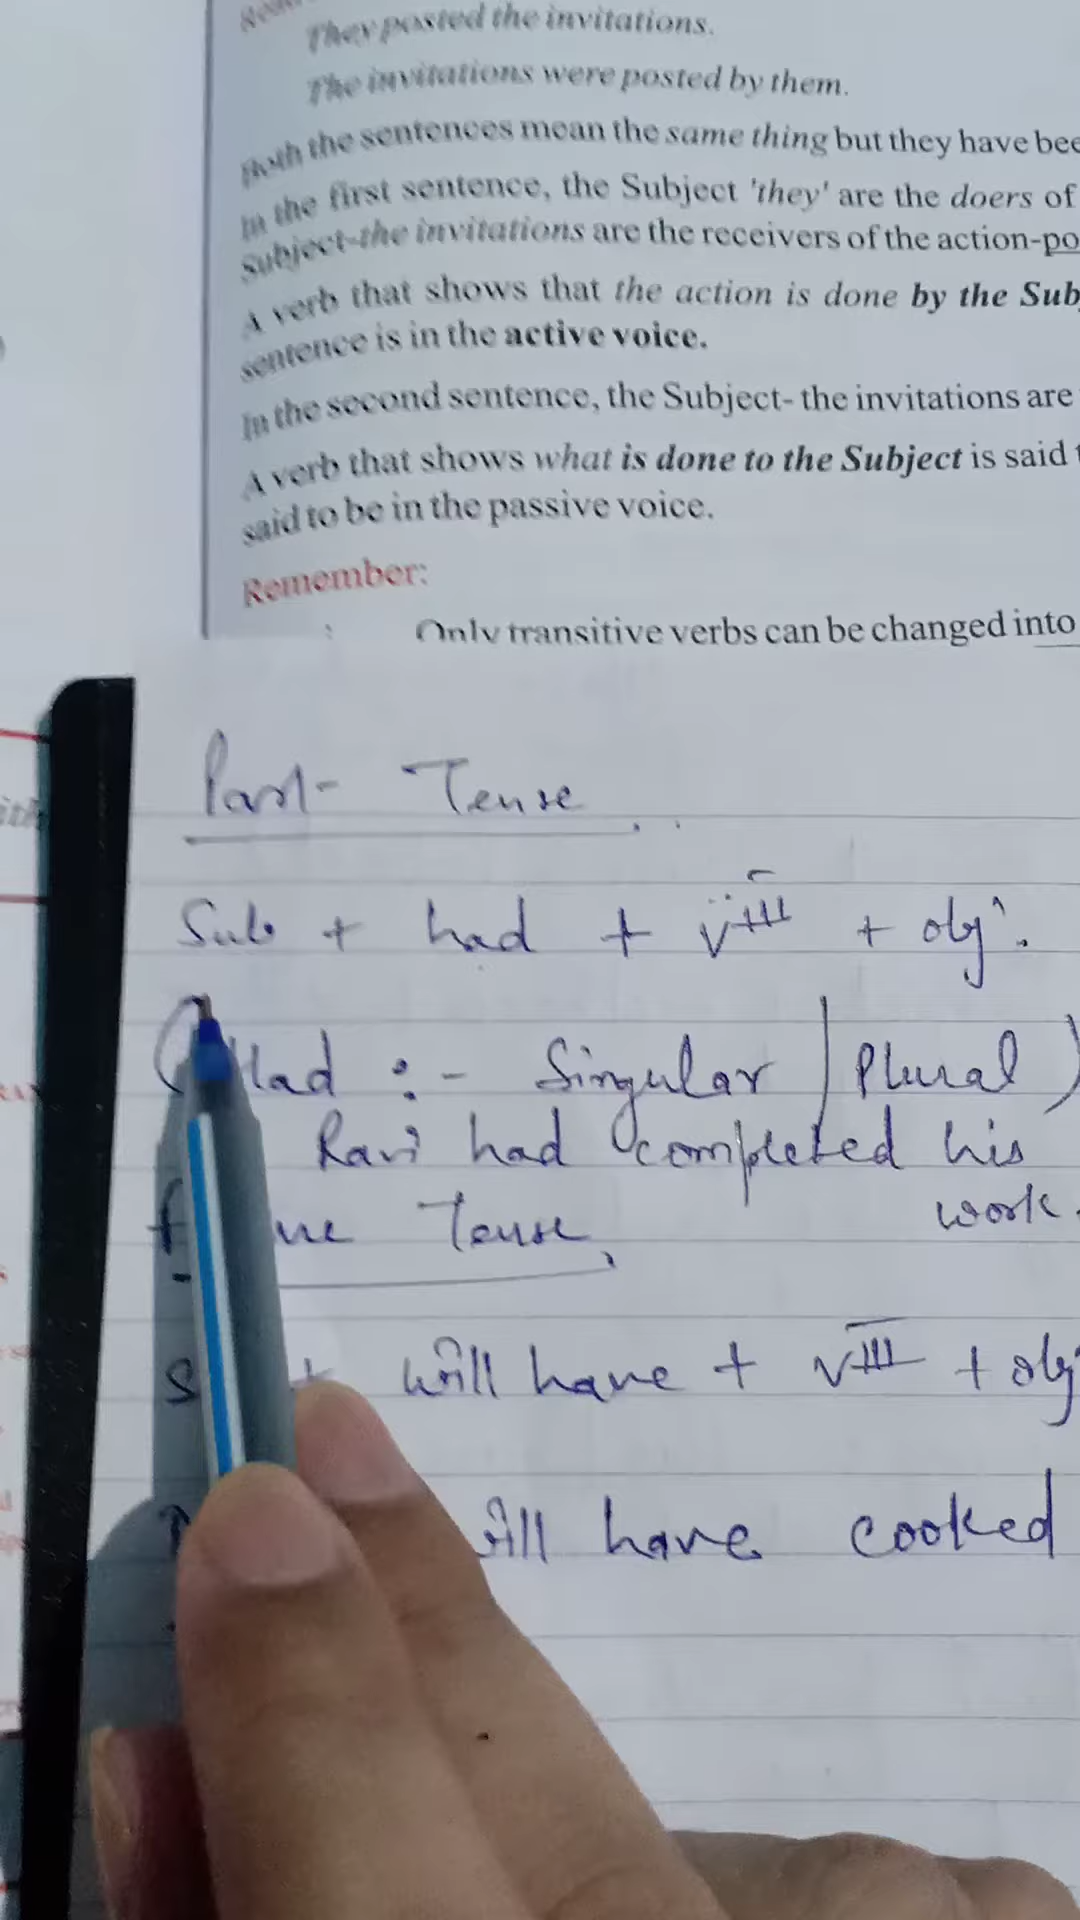 They posted the invitations.
The invitations were posted by them.
Both the sentences mean the same thing but they have bee
In the first sentence, the Subject 'they' are the doers of
Subject-the invitations are the receivers of the action-po
A verb that shows that the action is done by the Sub
sentence is in the active voice.
In the second sentence, the Subject- the invitations are
A verb that shows what is done to the Subject is said
said to be in the passive voice.
Remember:
Only transitive verbs can be changed into
Past- Tense
Sub + had + vIII + obj.
(Had :- Singular / Plural)
Ravi had completed his
work.
Tense
will have + vIII + obj
will have cooked